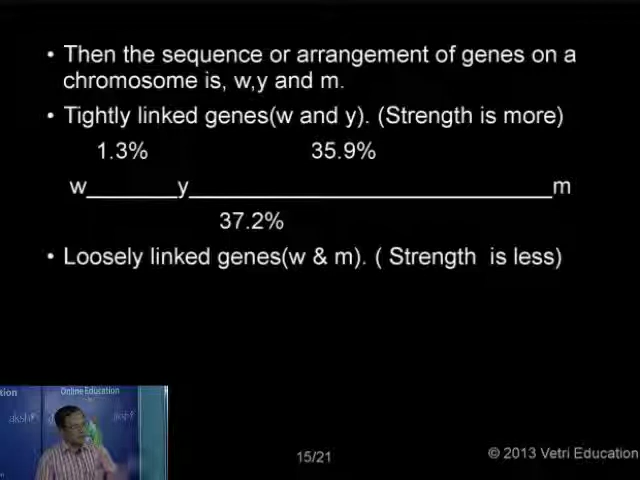 • Then the sequence or arrangement of genes on a
chromosome is, w,y and m.
• Tightly linked genes(w and y). (Strength is more)
1.3% 35.9%
w_______y___________________________m
37.2%
• Loosely linked genes(w & m). ( Strength is less)
Online Education
15/21
© 2013 Vetri Education